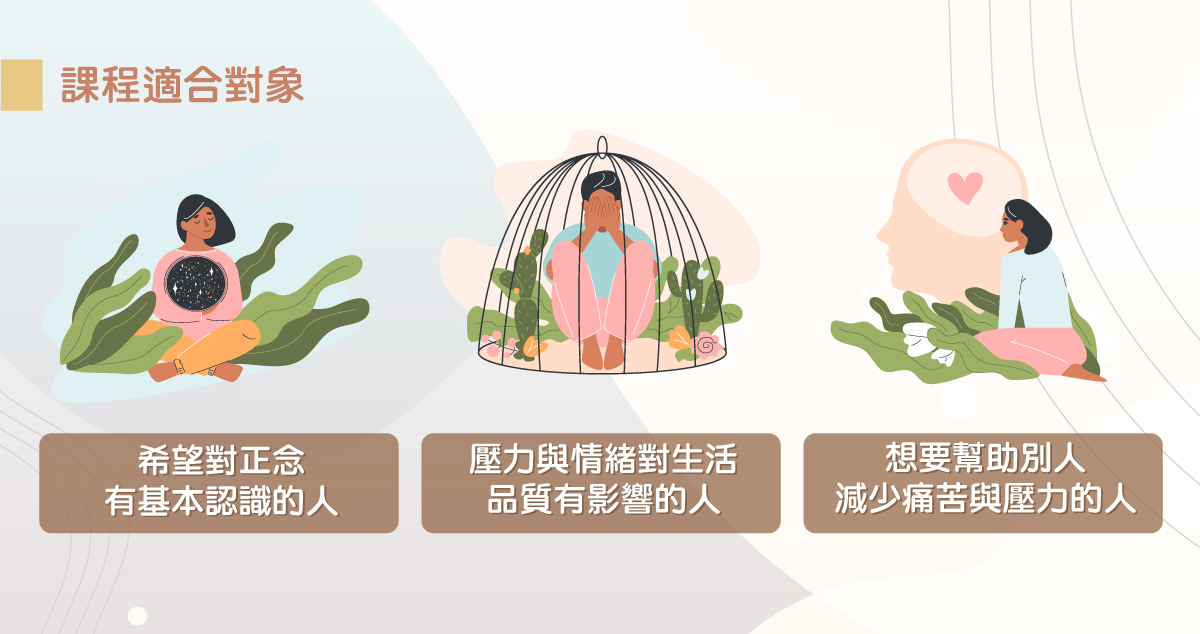 課程適合對象
希望對正念
有基本認識的人
壓力與情緒對生活
品質有影響的人
想要幫助別人
減少痛苦與壓力的人